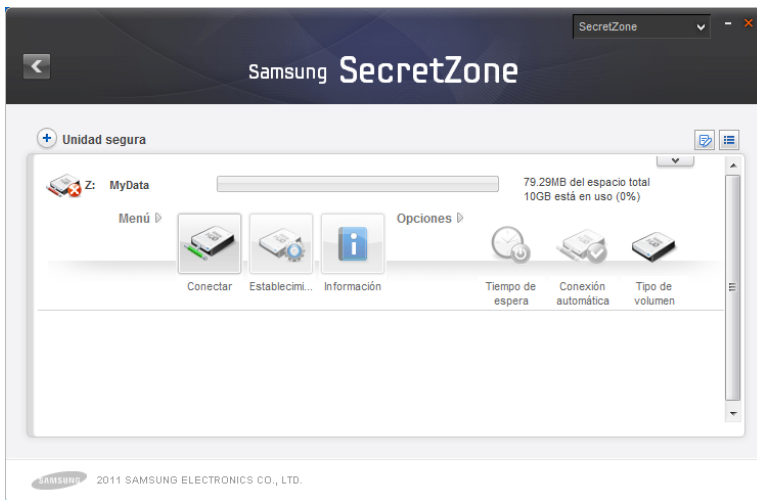 SecretZone
Samsung SecretZone
Unidad segura
Z: MyData
79.29MB del espacio total
10GB está en uso (0%)
Menú
Opciones
Conectar
Establecimi...
Información
Tiempo de
espera
Conexión
automática
Tipo de
volumen
SAMSUNG 2011 SAMSUNG ELECTRONICS CO., LTD.